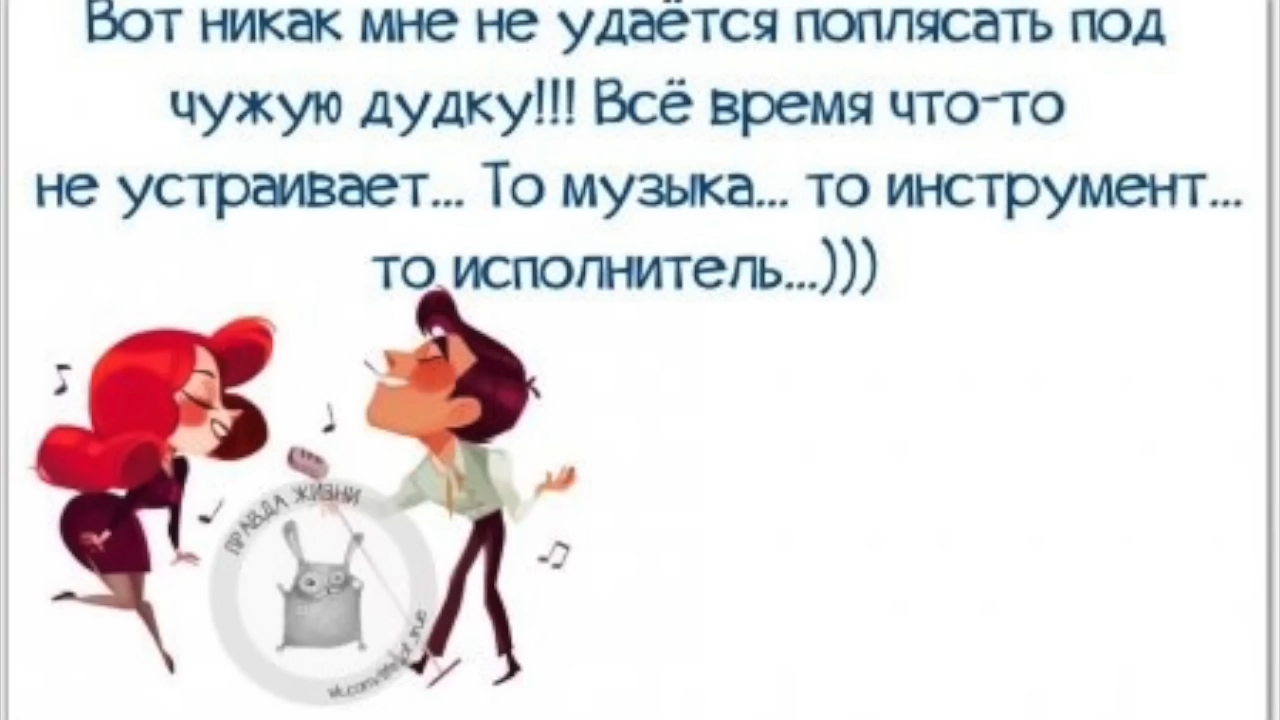 Вот никак мне не удаётся поплясать под
чужую дудку!!! Всё время что-то
не устраивает... То музыка... то инструмент...
то исполнитель...)))
ПРАВДА ЖИЗНИ